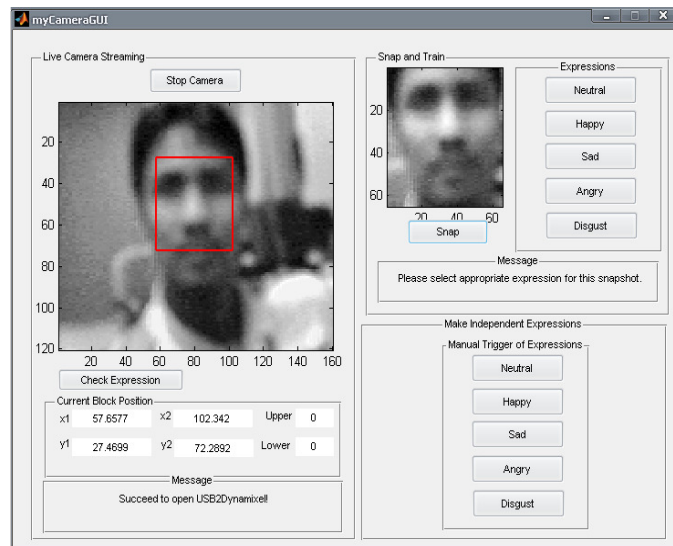 myCameraGUI
Live Camera Streaming
Stop Camera
20
40
60
80
100
120
20 40 60 80 100 120 140 160
Check Expression
Current Block Position
x1 57.6577 x2 102.342 Upper 0
y1 27.4699 y2 72.2892 Lower 0
Message
Succeed to open USB2Dynamixel!
Snap and Train
20
40
60
20 40 60
Snap
Expressions
Neutral
Happy
Sad
Angry
Disgust
Message
Please select appropriate expression for this snapshot.
Make Independent Expressions
Manual Trigger of Expressions
Neutral
Happy
Sad
Angry
Disgust